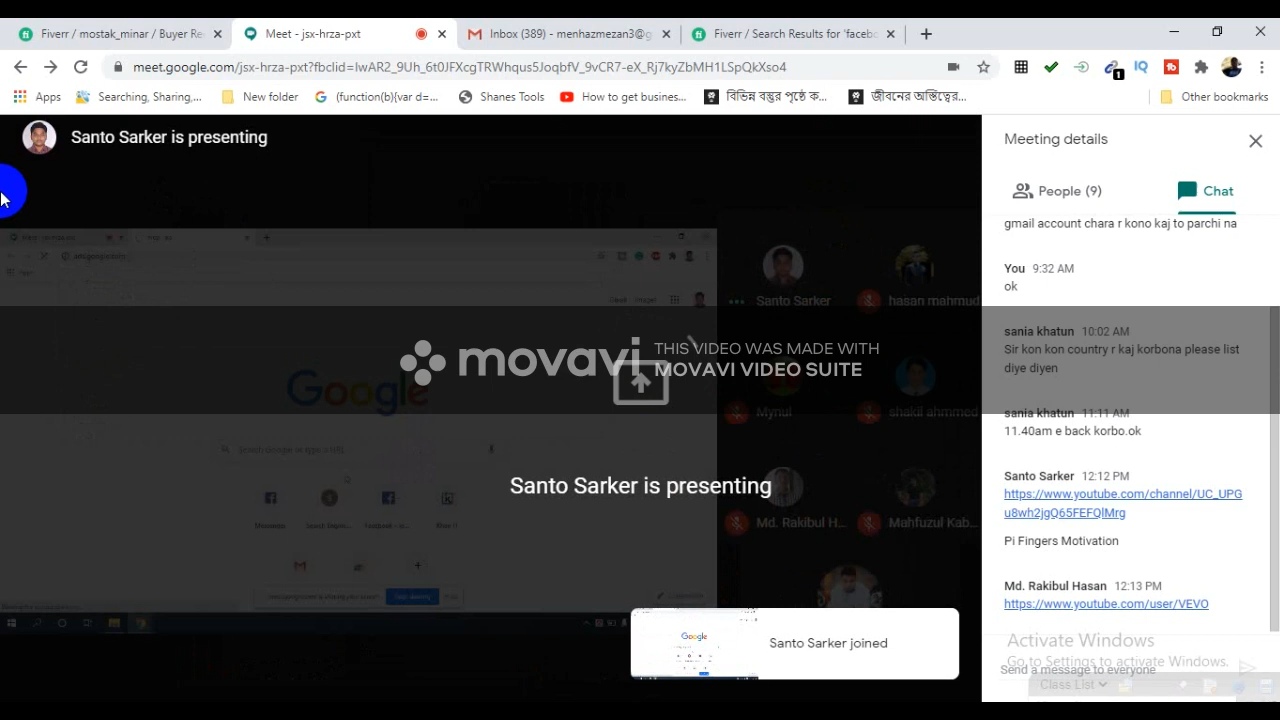 Fiverr / mostak_minar / Buyer Re
Meet - jsx-hrza-pxt
Inbox (389) - menhazmezan3@g
Fiverr / Search Results for 'facebo
meet.google.com/jsx-hrza-pxt?fbclid=IwAR2_9Uh_6t0JFXcqTRWhqus5JoqbfV_9vCR7-eX_Rj7kyZbMH1LSpQkXso4
1
IQ
Apps
Searching, Sharing,...
New folder
(function(b){var d=...
Shanes Tools
How to get busines...
বিভিন্ন বস্তুর পৃষ্ঠে ক...
জীবনের অস্তিত্বের...
Other bookmarks
Santo Sarker is presenting
Google
Santo Sarker
hasan mahmud
Mynul
shakil ahmmed
Md. Rakibul H...
Mahfuzul Kab...
movavi
THIS VIDEO WAS MADE WITH
MOVAVI VIDEO SUITE
Santo Sarker is presenting
Google
Santo Sarker joined
Meeting details
People (9)
Chat
gmail account chara r kono kaj to parchi na
You 9:32 AM
ok
sania khatun 10:02 AM
Sir kon kon country r kaj korbona please list
diye diyen
sania khatun 11:11 AM
11.40am e back korbo.ok
Santo Sarker 12:12 PM
https://www.youtube.com/channel/UC_UPG
u8wh2jgQ65FEFQlMrg
Pi Fingers Motivation
Md. Rakibul Hasan 12:13 PM
https://www.youtube.com/user/VEVO
Activate Windows
Go to Settings to activate Windows.
Send a message to everyone
Class List